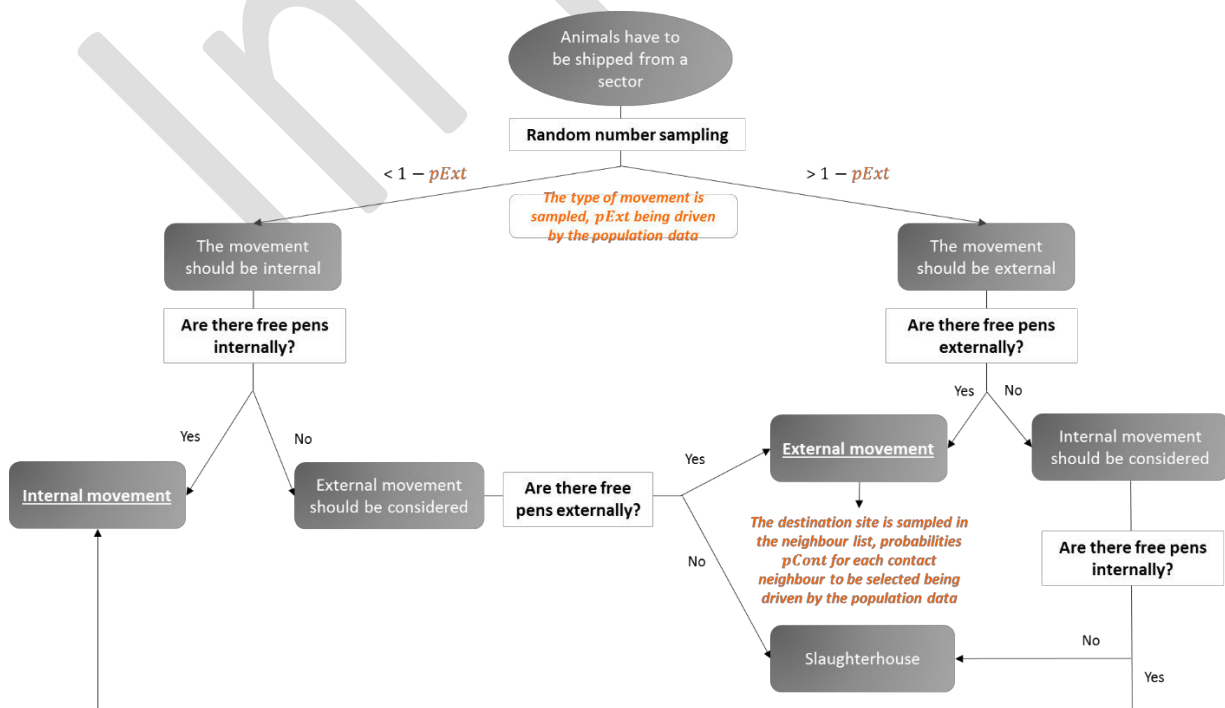 Animals have to
be shipped from a
sector
Random number sampling
< 1 − pExt
> 1 − pExt
The type of movement is
sampled, pExt being driven
by the population data
The movement
should be internal
The movement
should be external
Are there free pens
internally?
Are there free pens
externally?
Yes
No
Yes
No
Internal movement
External movement
should be considered
Are there free
pens externally?
Yes
No
External movement
Internal movement
should be considered
The destination site is sampled in
the neighbour list, probabilities
pCont for each contact
neighbour to be selected being
driven by the population data
Are there free pens
internally?
Slaughterhouse
No
Yes